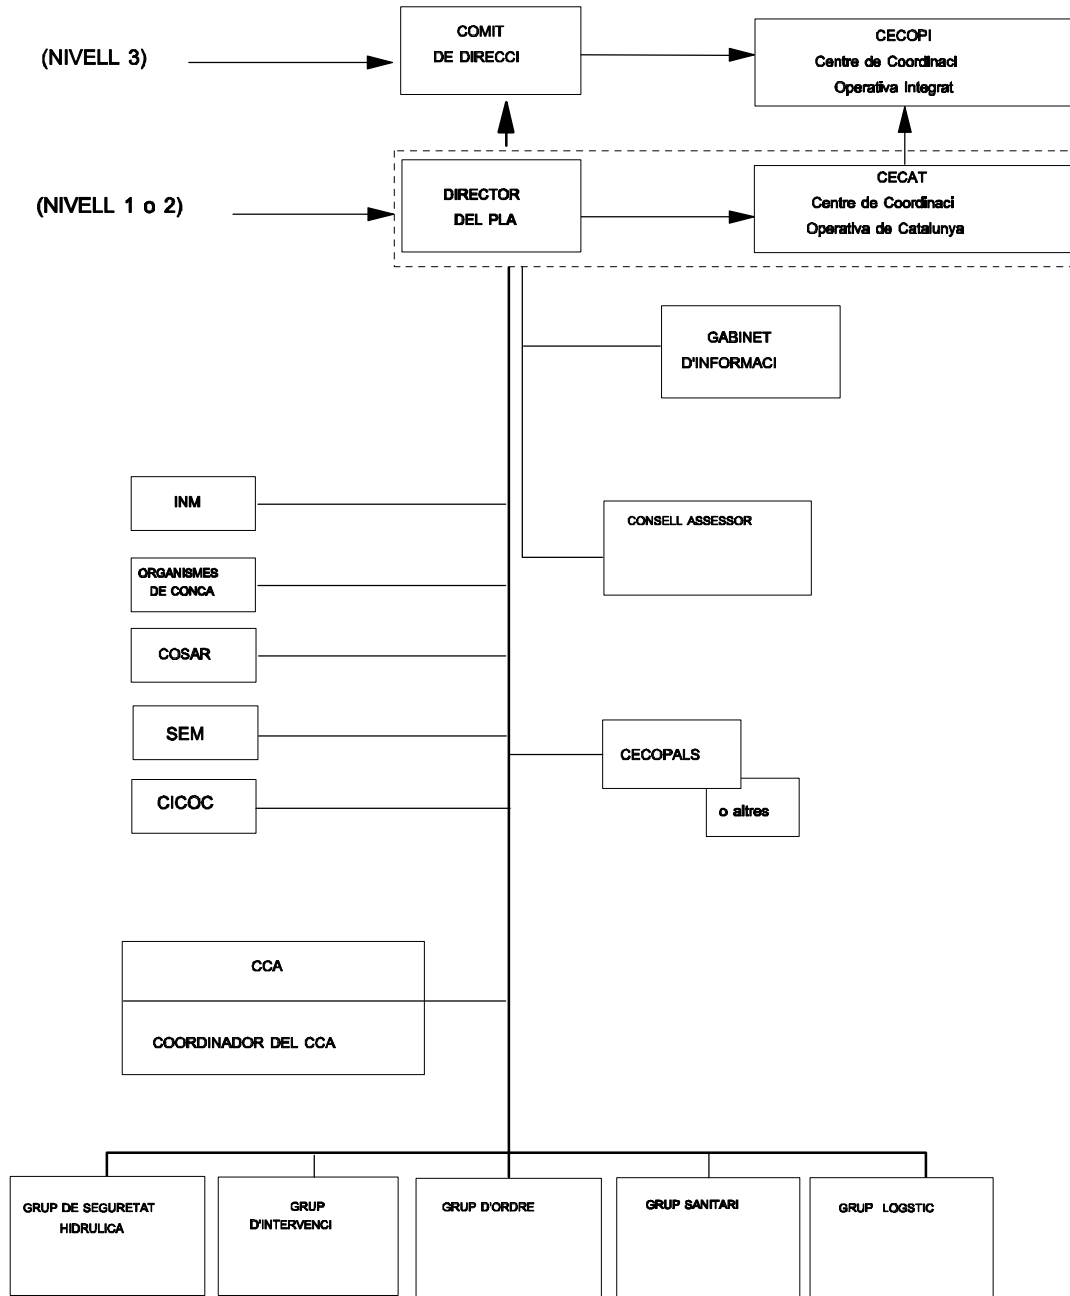 (NIVELL 3)
COMIT
DE DIRECCI
CECOPI
Centre de Coordinaci
Operativa Integrat
(NIVELL 1 o 2)
DIRECTOR
DEL PLA
CECAT
Centre de Coordinaci
Operativa de Catalunya
GABINET
D'INFORMACI
INM
CONSELL ASSESSOR
ORGANISMES
DE CONCA
COSAR
SEM
CECOPALS
CICOC
o altres
CCA
COORDINADOR DEL CCA
GRUP DE SEGURETAT
HIDRULICA
GRUP
D'INTERVENCI
GRUP D'ORDRE
GRUP SANITARI
GRUP LOGSTIC